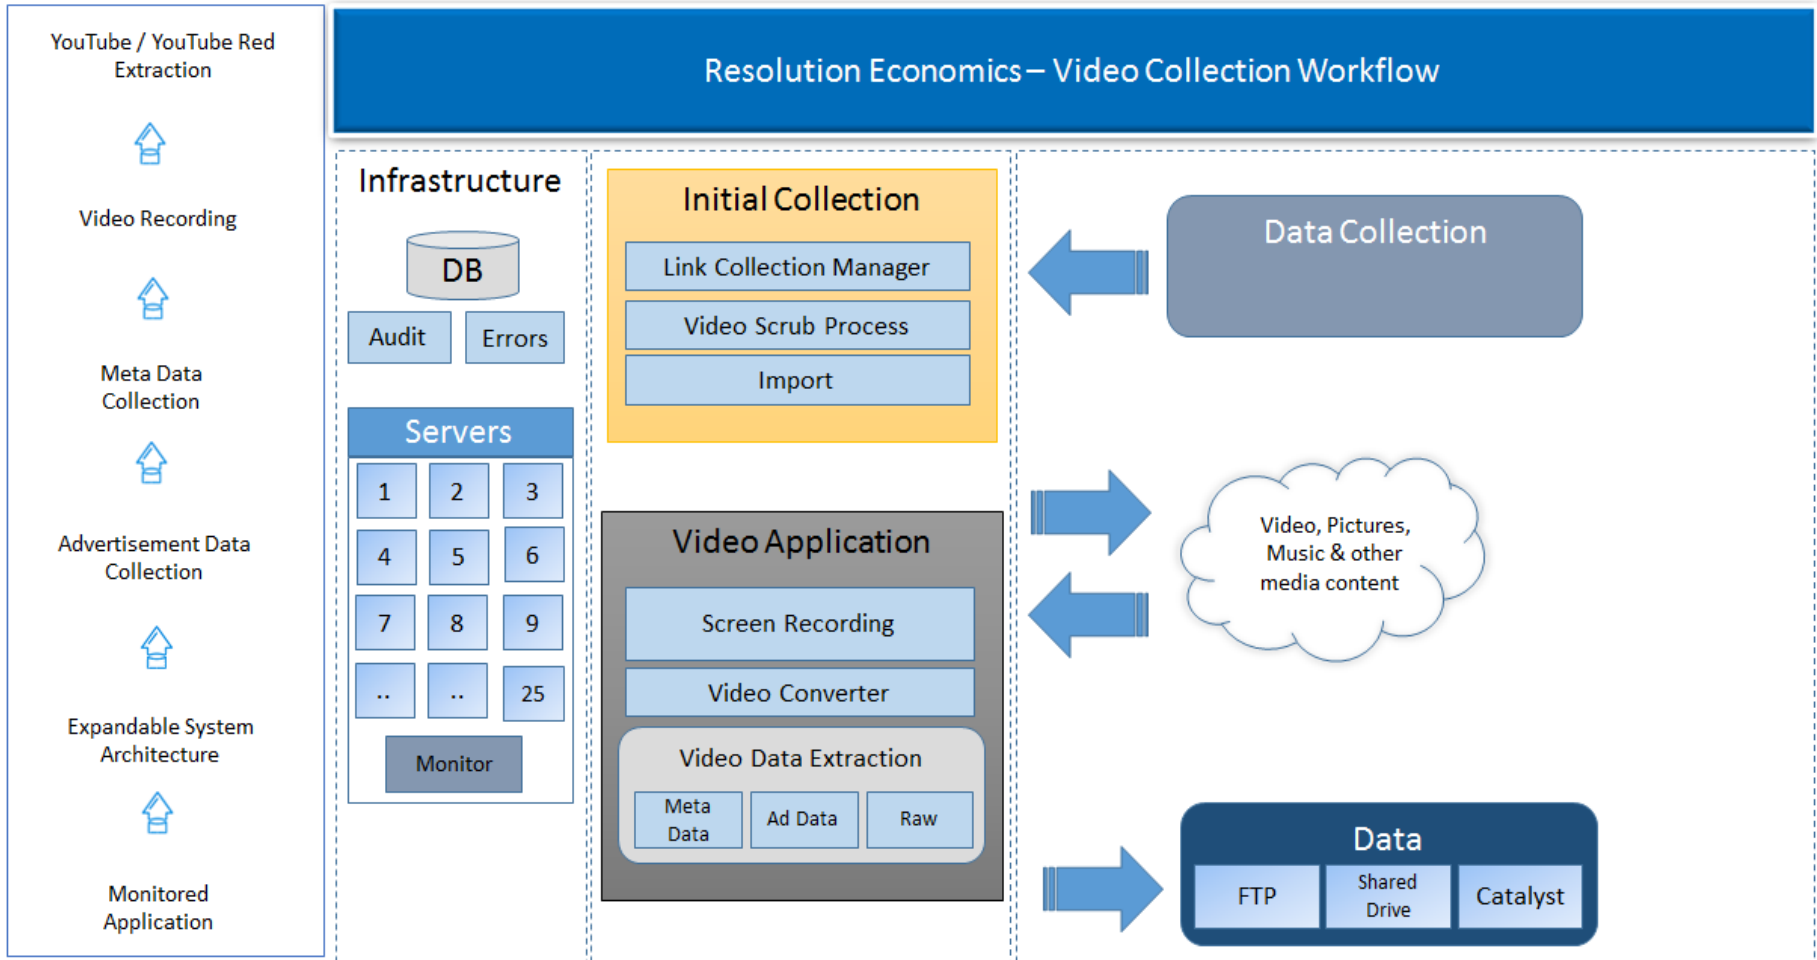 YouTube / YouTube Red
Extraction
Video Recording
Meta Data
Collection
Advertisement Data
Collection
Expandable System
Architecture
Monitored
Application
Resolution Economics – Video Collection Workflow
Infrastructure
DB
Audit
Errors
Servers
1
2
3
4
5
6
7
8
9
..
..
25
Monitor
Initial Collection
Link Collection Manager
Video Scrub Process
Import
Video Application
Screen Recording
Video Converter
Video Data Extraction
Meta
Data
Ad Data
Raw
Data Collection
Video, Pictures,
Music & other
media content
Data
FTP
Shared
Drive
Catalyst